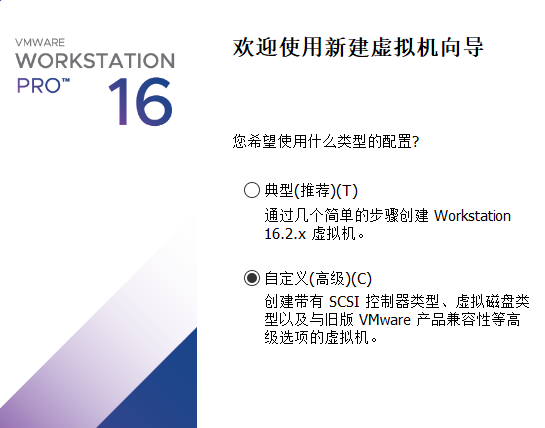 VMWARE
WORKSTATION
PRO™ 16
欢迎使用新建虚拟机向导
您希望使用什么类型的配置?
典型(推荐)(T)
通过几个简单的步骤创建 Workstation
16.2.x 虚拟机。
自定义(高级)(C)
创建带有 SCSI 控制器类型、虚拟磁盘类
型以及与旧版 VMware 产品兼容性等高
级选项的虚拟机。